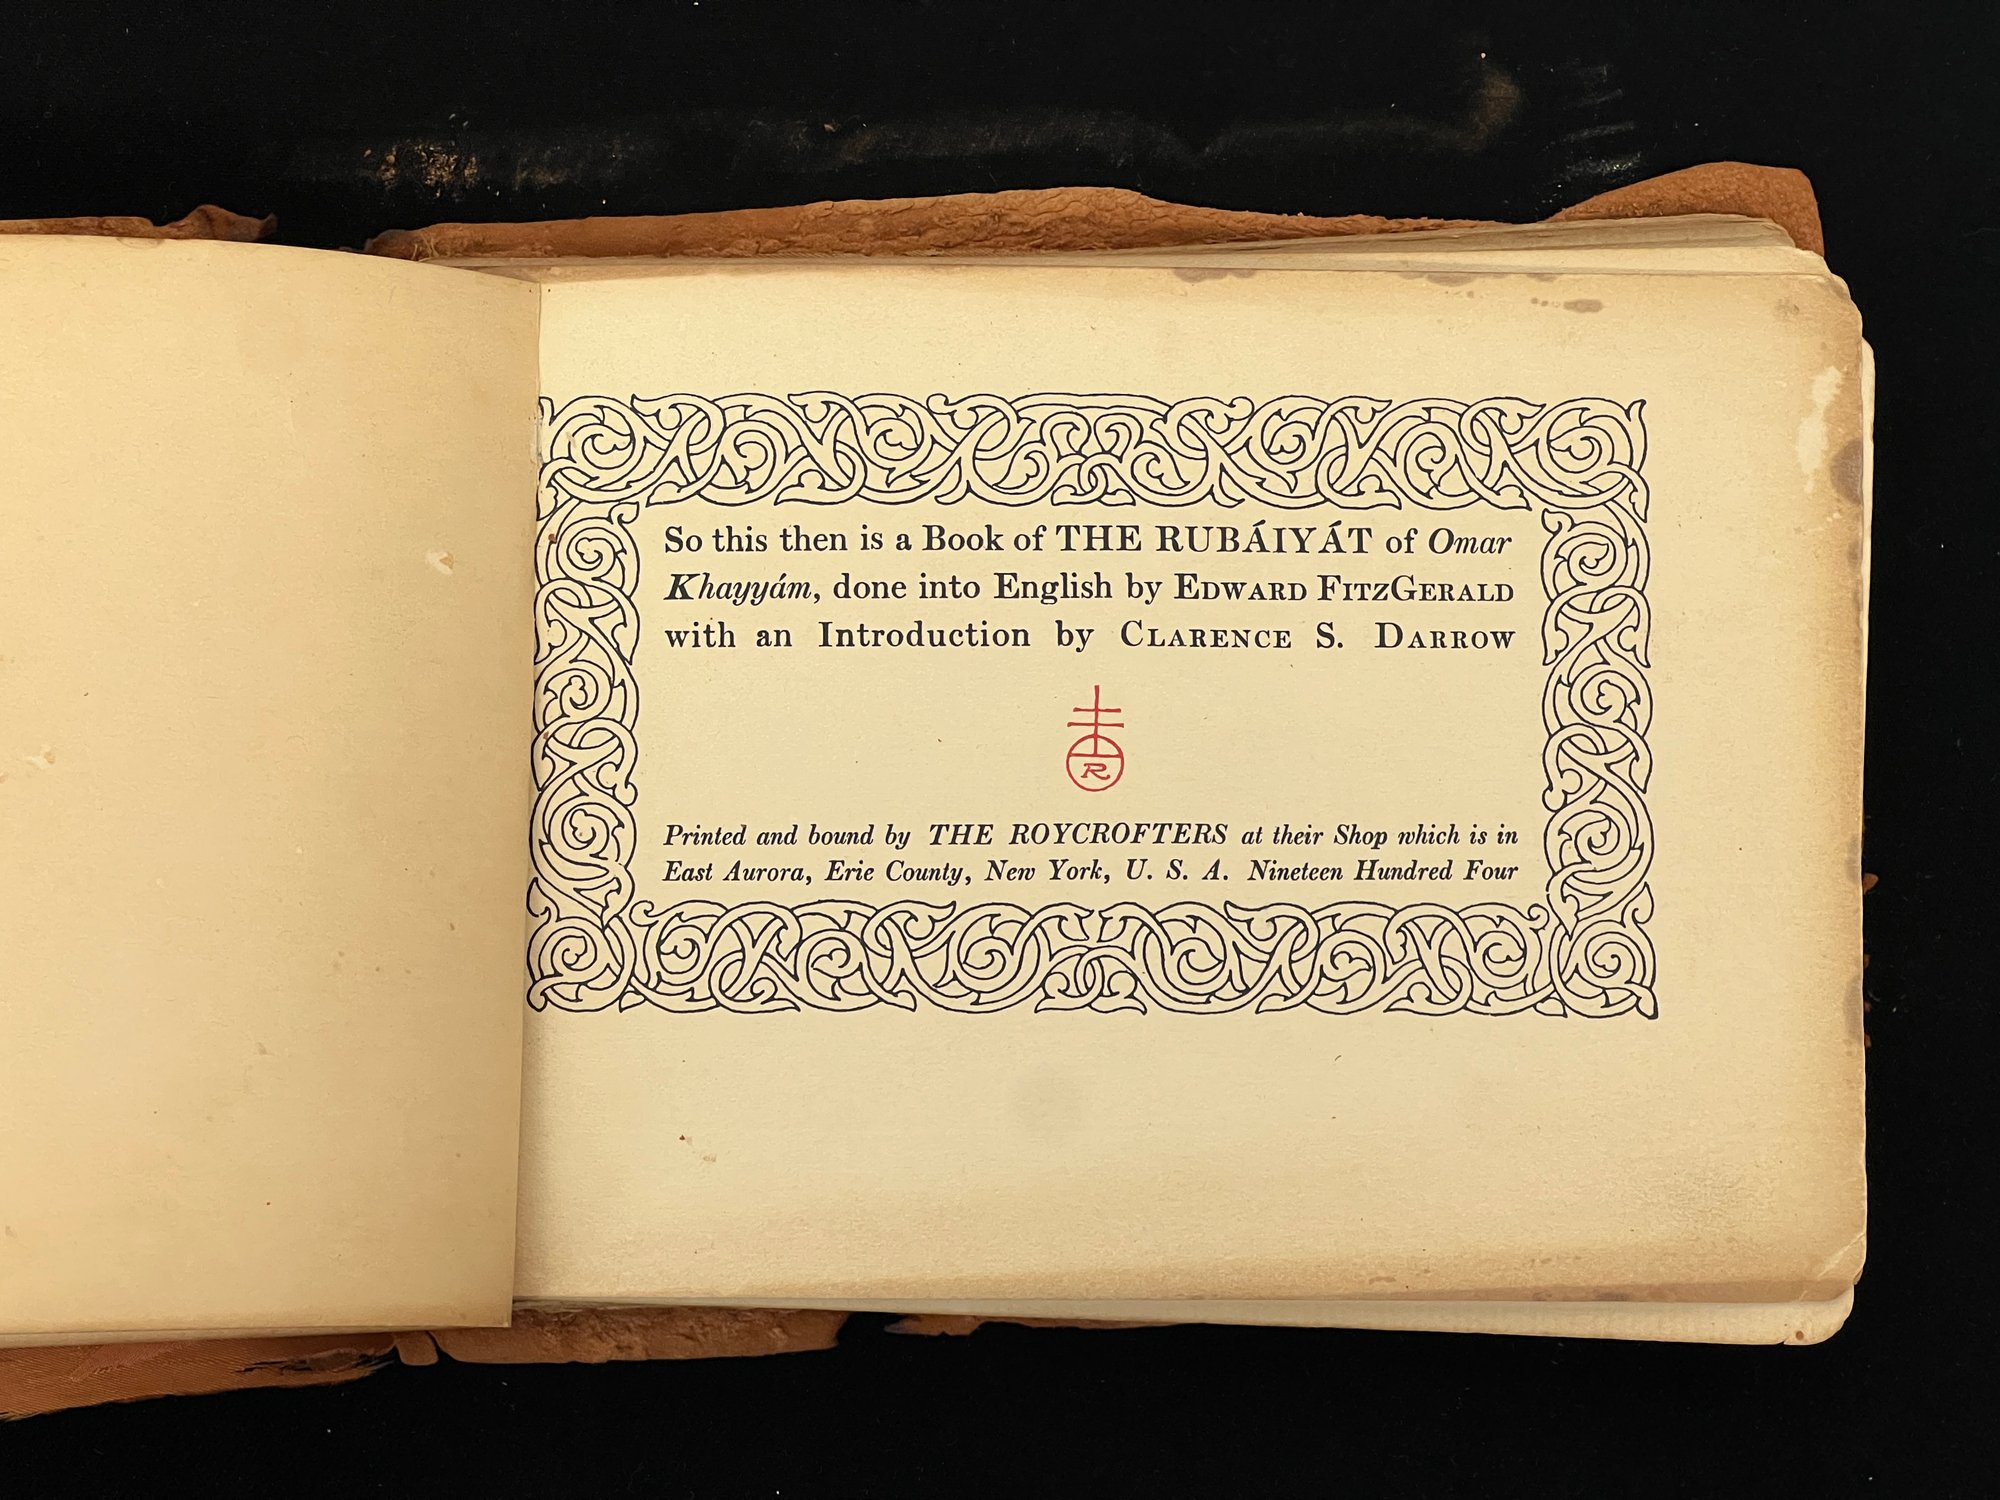 So this then is a Book of THE RUBÁIYÁT of Omar
Khayyám, done into English by EDWARD FITZGERALD
with an Introduction by CLARENCE S. DARROW
R
Printed and bound by THE ROYCROFTERS at their Shop which is in
East Aurora, Erie County, New York, U. S. A. Nineteen Hundred Four